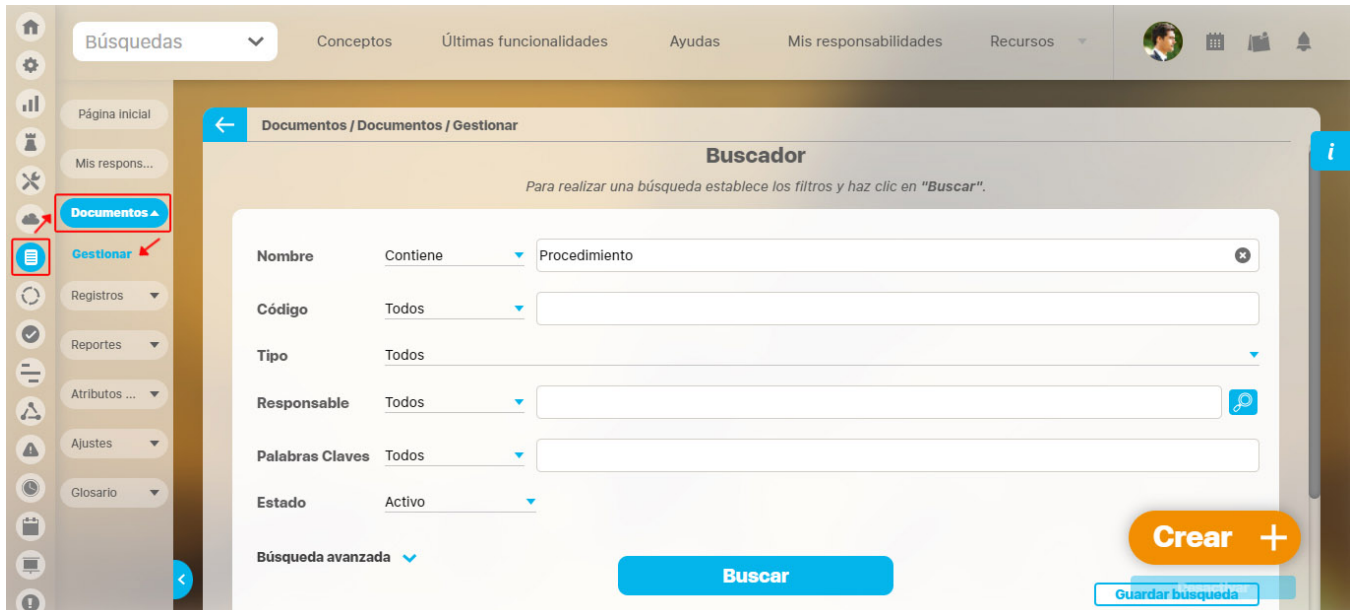 Búsquedas
Conceptos
Últimas funcionalidades
Ayudas
Mis responsabilidades
Recursos
Página inicial
Mis respons...
Documentos
Gestionar
Registros
Reportes
Atributos ...
Ajustes
Glosario
Documentos / Documentos / Gestionar
i
Buscador
Para realizar una búsqueda establece los filtros y haz clic en "Buscar".
Nombre Contiene Procedimiento
Código Todos
Tipo Todos
Responsable Todos
Palabras Claves Todos
Estado Activo
Búsqueda avanzada
Buscar
Crear +
Guardar búsqueda